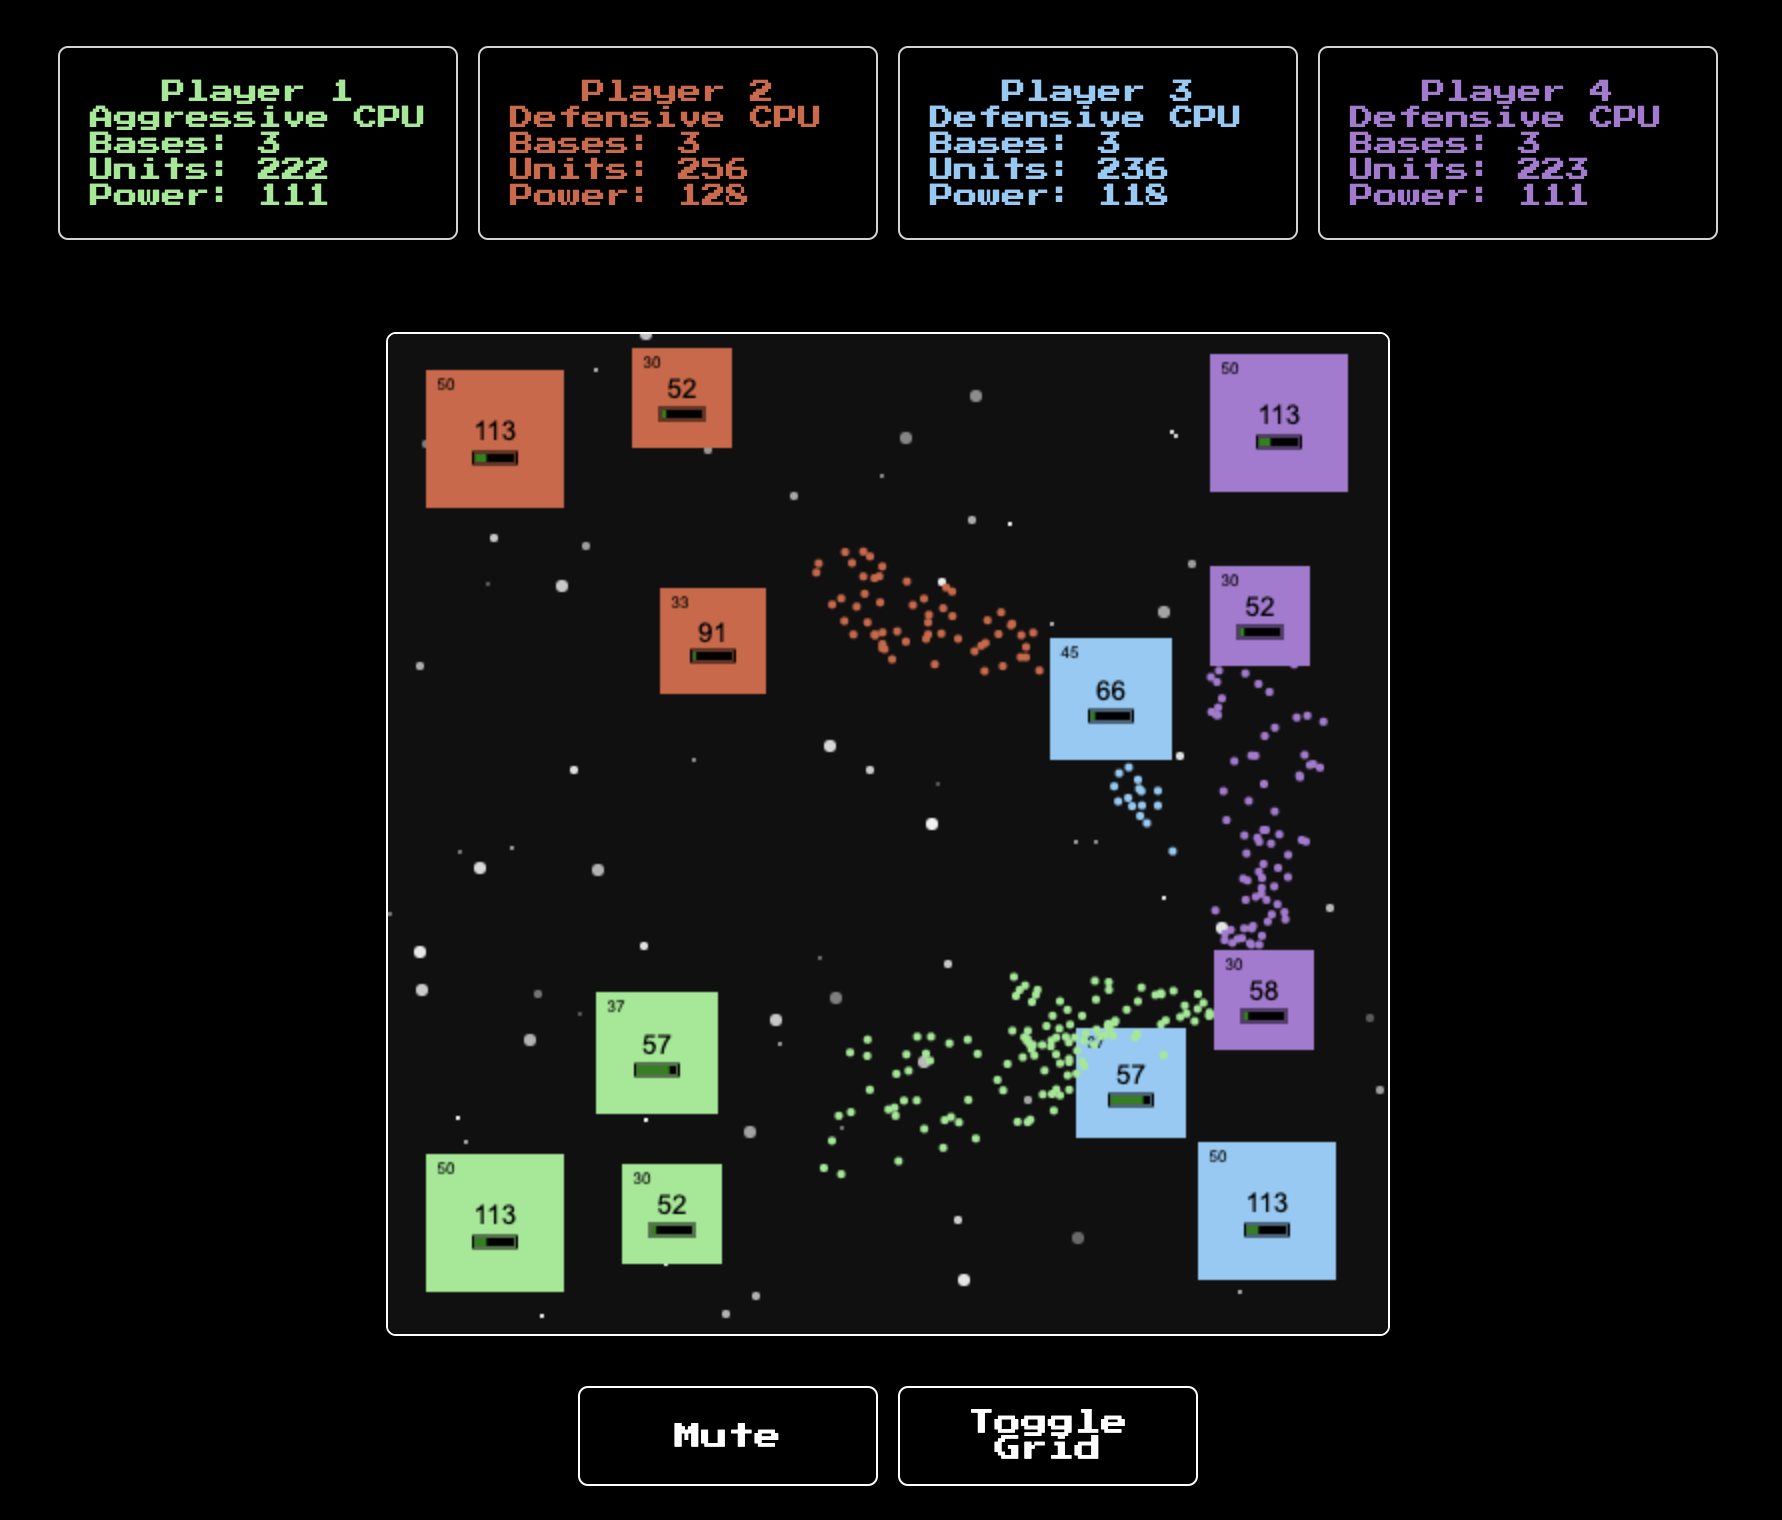 Player 1
Aggressive CPU
Bases: 3
Units: 222
Power: 111
Player 2
Defensive CPU
Bases: 3
Units: 256
Power: 128
Player 3
Defensive CPU
Bases: 3
Units: 236
Power: 118
Player 4
Defensive CPU
Bases: 3
Units: 223
Power: 111
50
113
30
52
50
113
33
91
30
52
45
66
30
58
37
57
57
50
113
30
52
50
113
Mute
Toggle
Grid